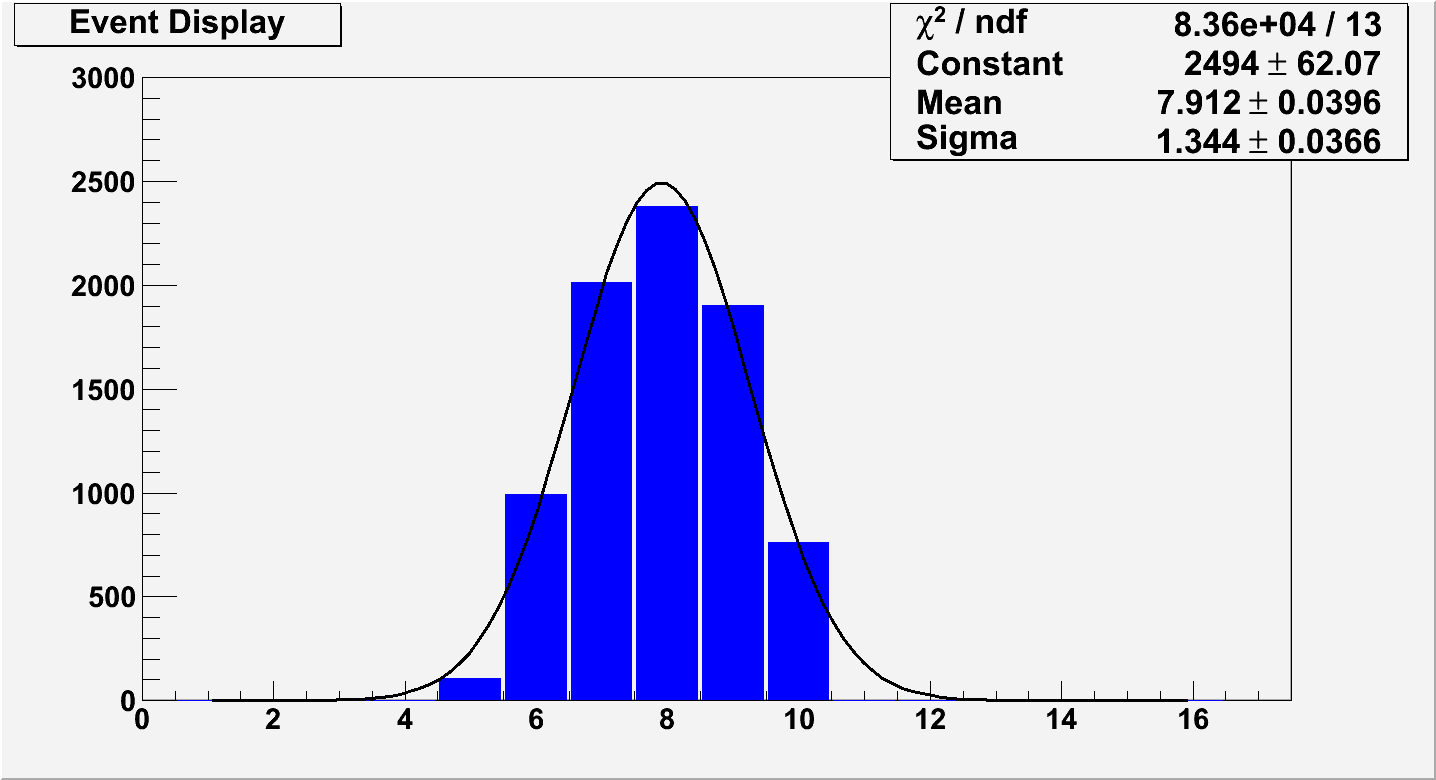 Event Display
χ² / ndf 8.36e+04 / 13
Constant 2494 ± 62.07
Mean 7.912 ± 0.0396
Sigma 1.344 ± 0.0366
3000
2500
2000
1500
1000
500
0
0 2 4 6 8 10 12 14 16